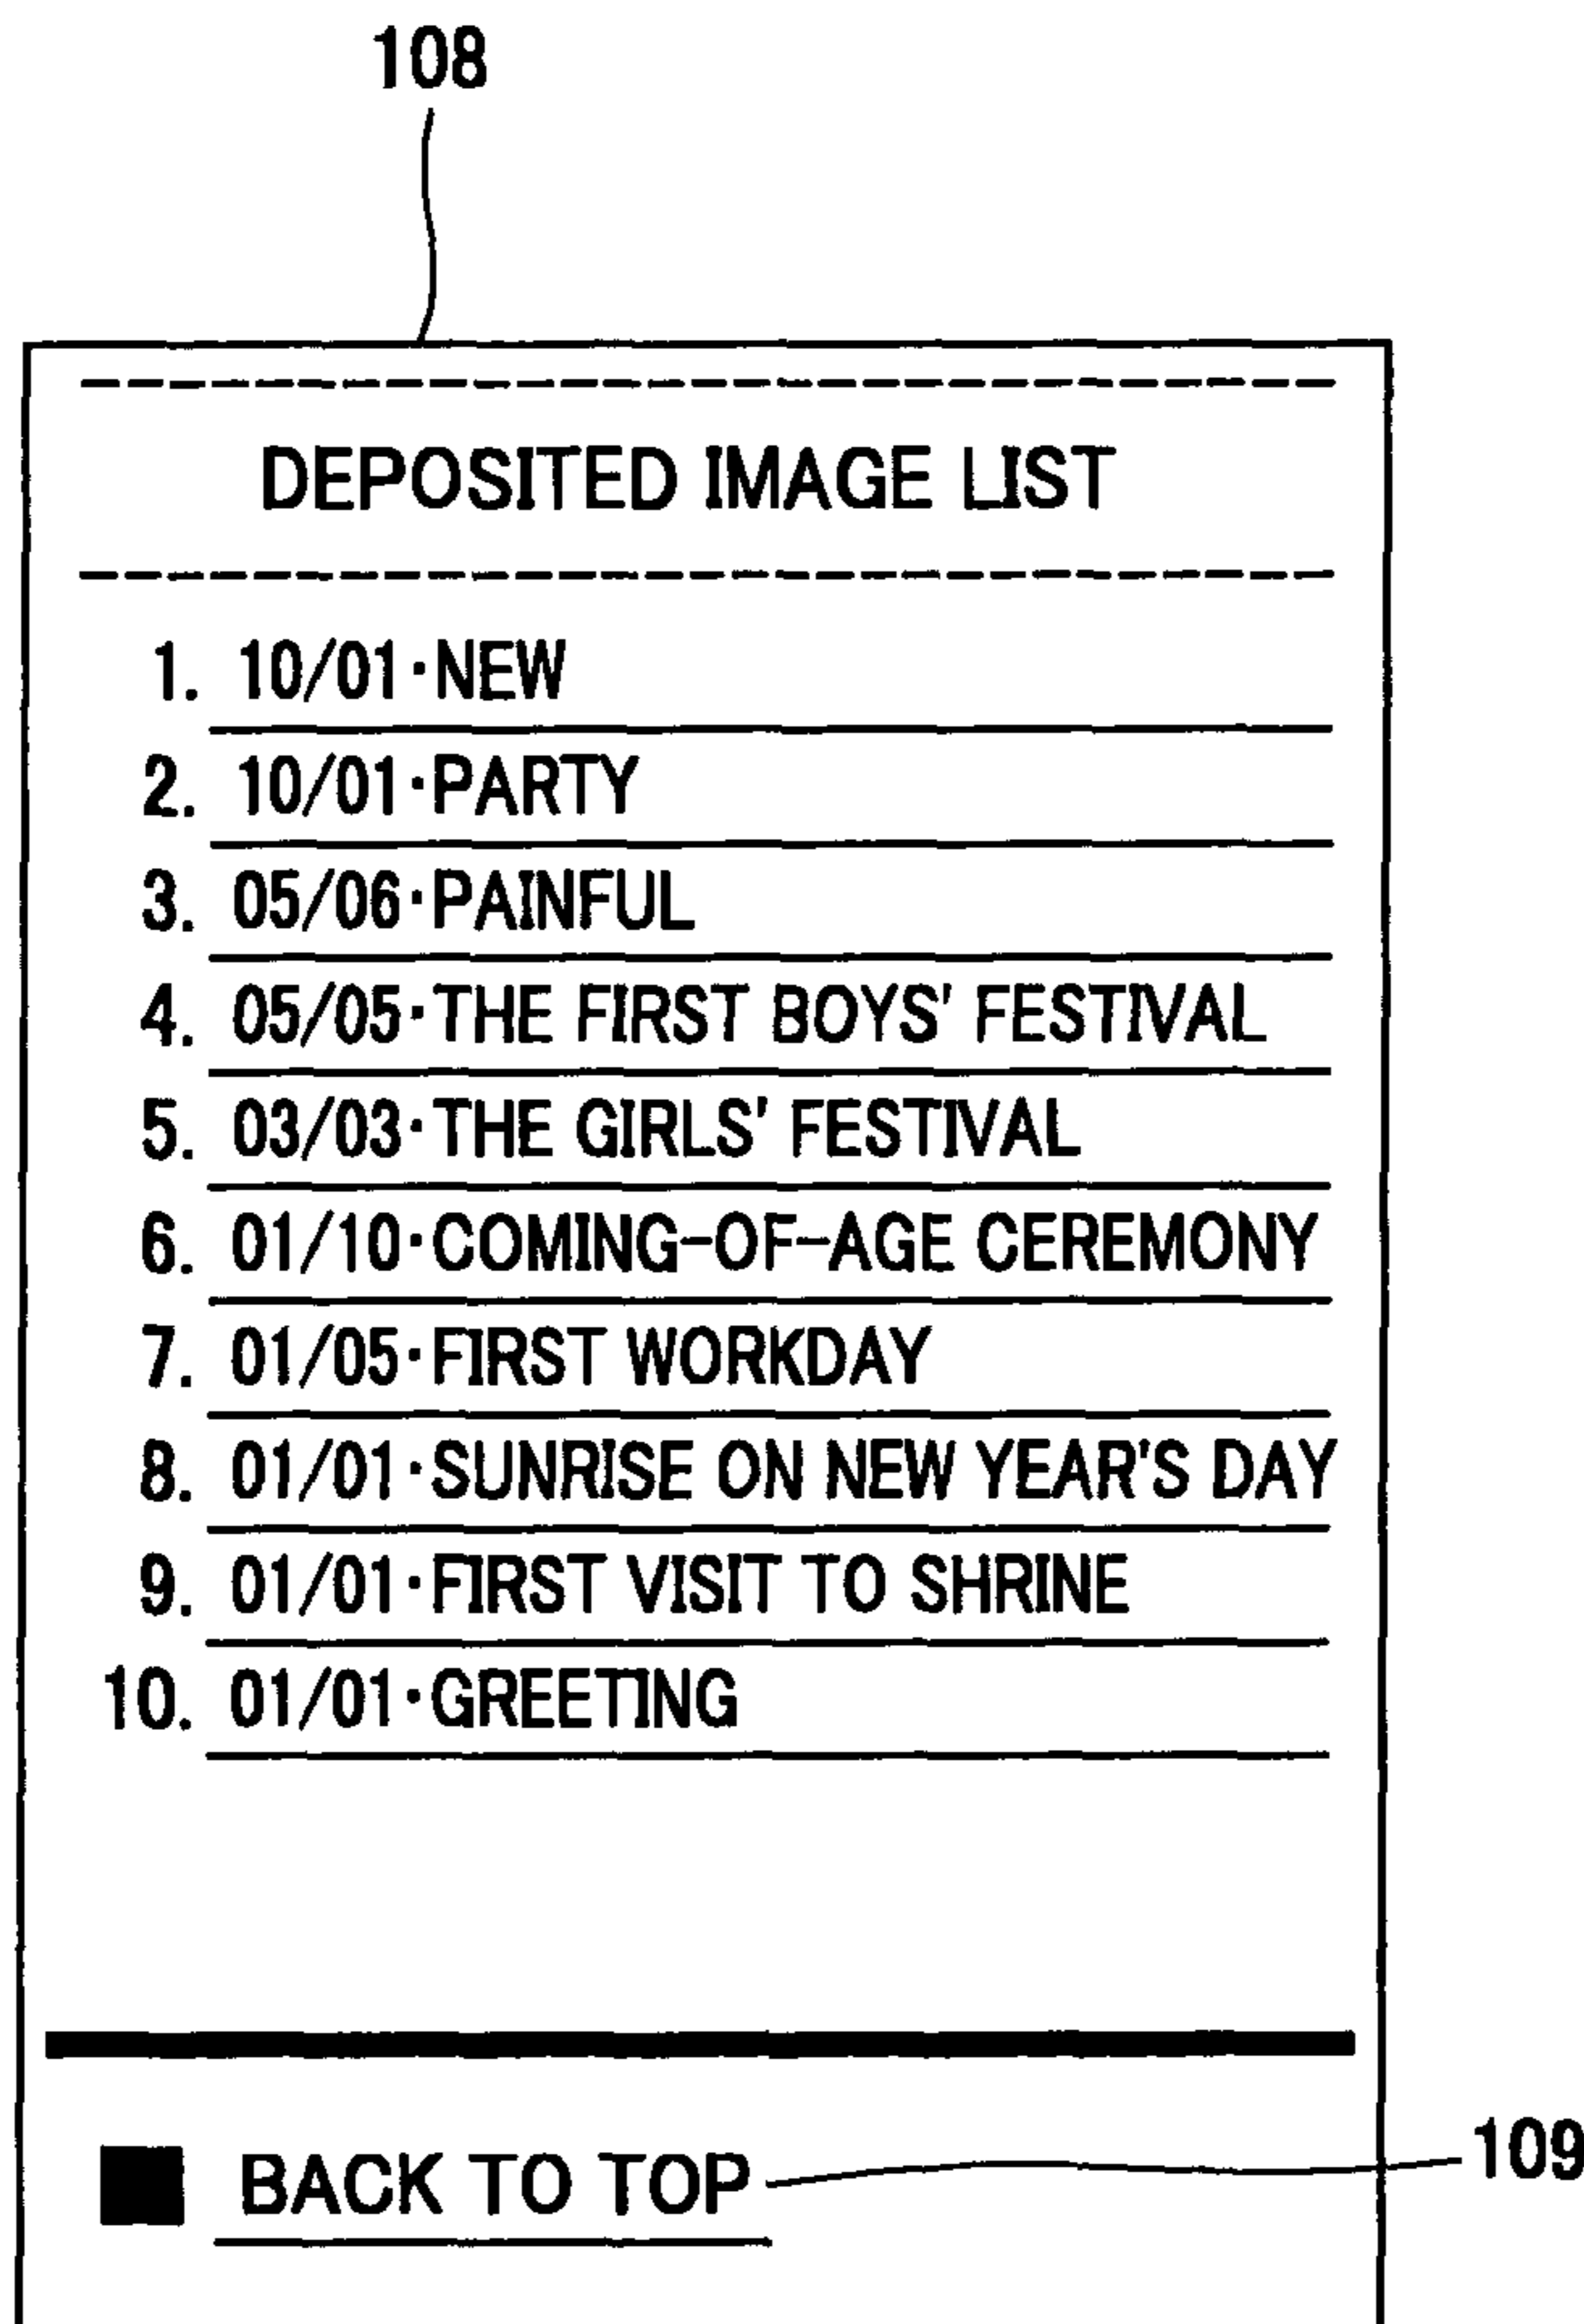 108
DEPOSITED IMAGE LIST
1. 10/01·NEW
2. 10/01·PARTY
3. 05/06·PAINFUL
4. 05/05·THE FIRST BOYS' FESTIVAL
5. 03/03·THE GIRLS' FESTIVAL
6. 01/10·COMING-OF-AGE CEREMONY
7. 01/05·FIRST WORKDAY
8. 01/01·SUNRISE ON NEW YEAR'S DAY
9. 01/01·FIRST VISIT TO SHRINE
10. 01/01·GREETING
BACK TO TOP
109